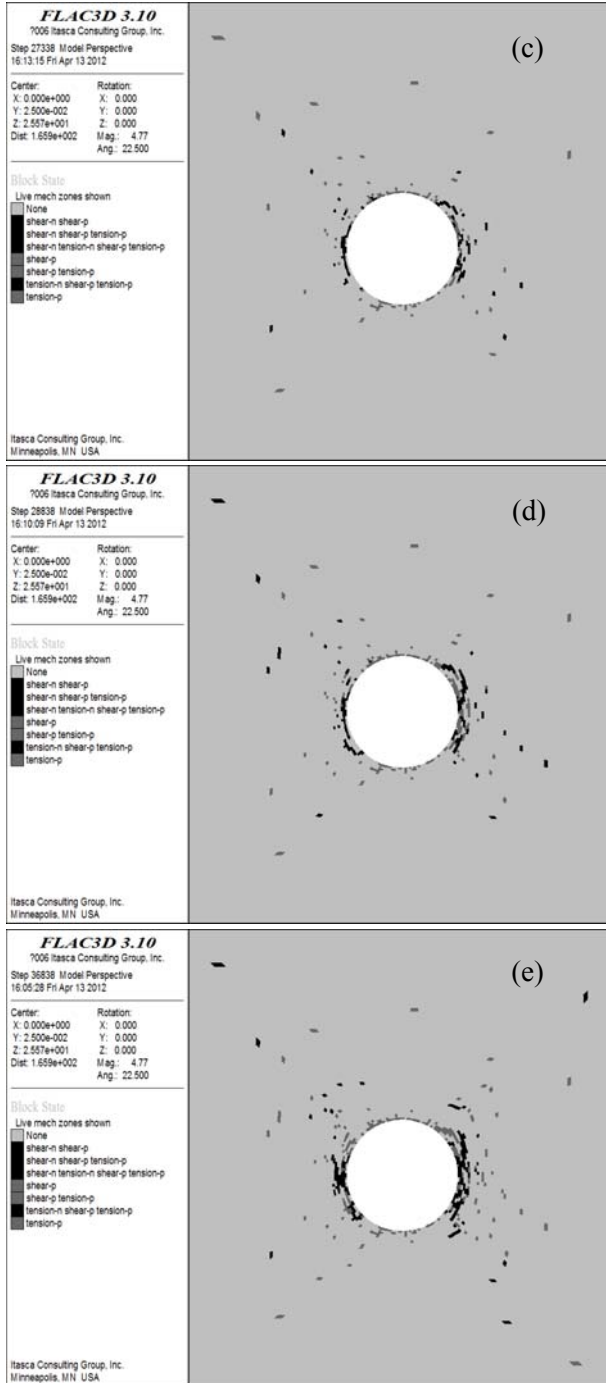 FLAC3D 3.10
?006 Itasca Consulting Group, Inc.
Step 27338 Model Perspective
16:13:15 Fri Apr 13 2012
Center: Rotation:
X: 0.000e+000 X: 0.000
Y: 2.500e-002 Y: 0.000
Z: 2.557e+001 Z: 0.000
Dist: 1.659e+002 Mag.: 4.77
Ang.: 22.500
Block State
Live mech zones shown
None
shear-n shear-p
shear-n shear-p tension-p
shear-n tension-n shear-p tension-p
shear-p
shear-p tension-p
tension-n shear-p tension-p
tension-p
Itasca Consulting Group, Inc.
Minneapolis, MN USA
(c)
FLAC3D 3.10
?006 Itasca Consulting Group, Inc.
Step 28838 Model Perspective
16:10:09 Fri Apr 13 2012
Center: Rotation:
X: 0.000e+000 X: 0.000
Y: 2.500e-002 Y: 0.000
Z: 2.557e+001 Z: 0.000
Dist: 1.659e+002 Mag.: 4.77
Ang.: 22.500
Block State
Live mech zones shown
None
shear-n shear-p
shear-n shear-p tension-p
shear-n tension-n shear-p tension-p
shear-p
shear-p tension-p
tension-n shear-p tension-p
tension-p
Itasca Consulting Group, Inc.
Minneapolis, MN USA
(d)
FLAC3D 3.10
?006 Itasca Consulting Group, Inc.
Step 36838 Model Perspective
16:05:28 Fri Apr 13 2012
Center: Rotation:
X: 0.000e+000 X: 0.000
Y: 2.500e-002 Y: 0.000
Z: 2.557e+001 Z: 0.000
Dist: 1.659e+002 Mag.: 4.77
Ang.: 22.500
Block State
Live mech zones shown
None
shear-n shear-p
shear-n shear-p tension-p
shear-n tension-n shear-p tension-p
shear-p
shear-p tension-p
tension-n shear-p tension-p
tension-p
Itasca Consulting Group, Inc.
Minneapolis, MN USA
(e)